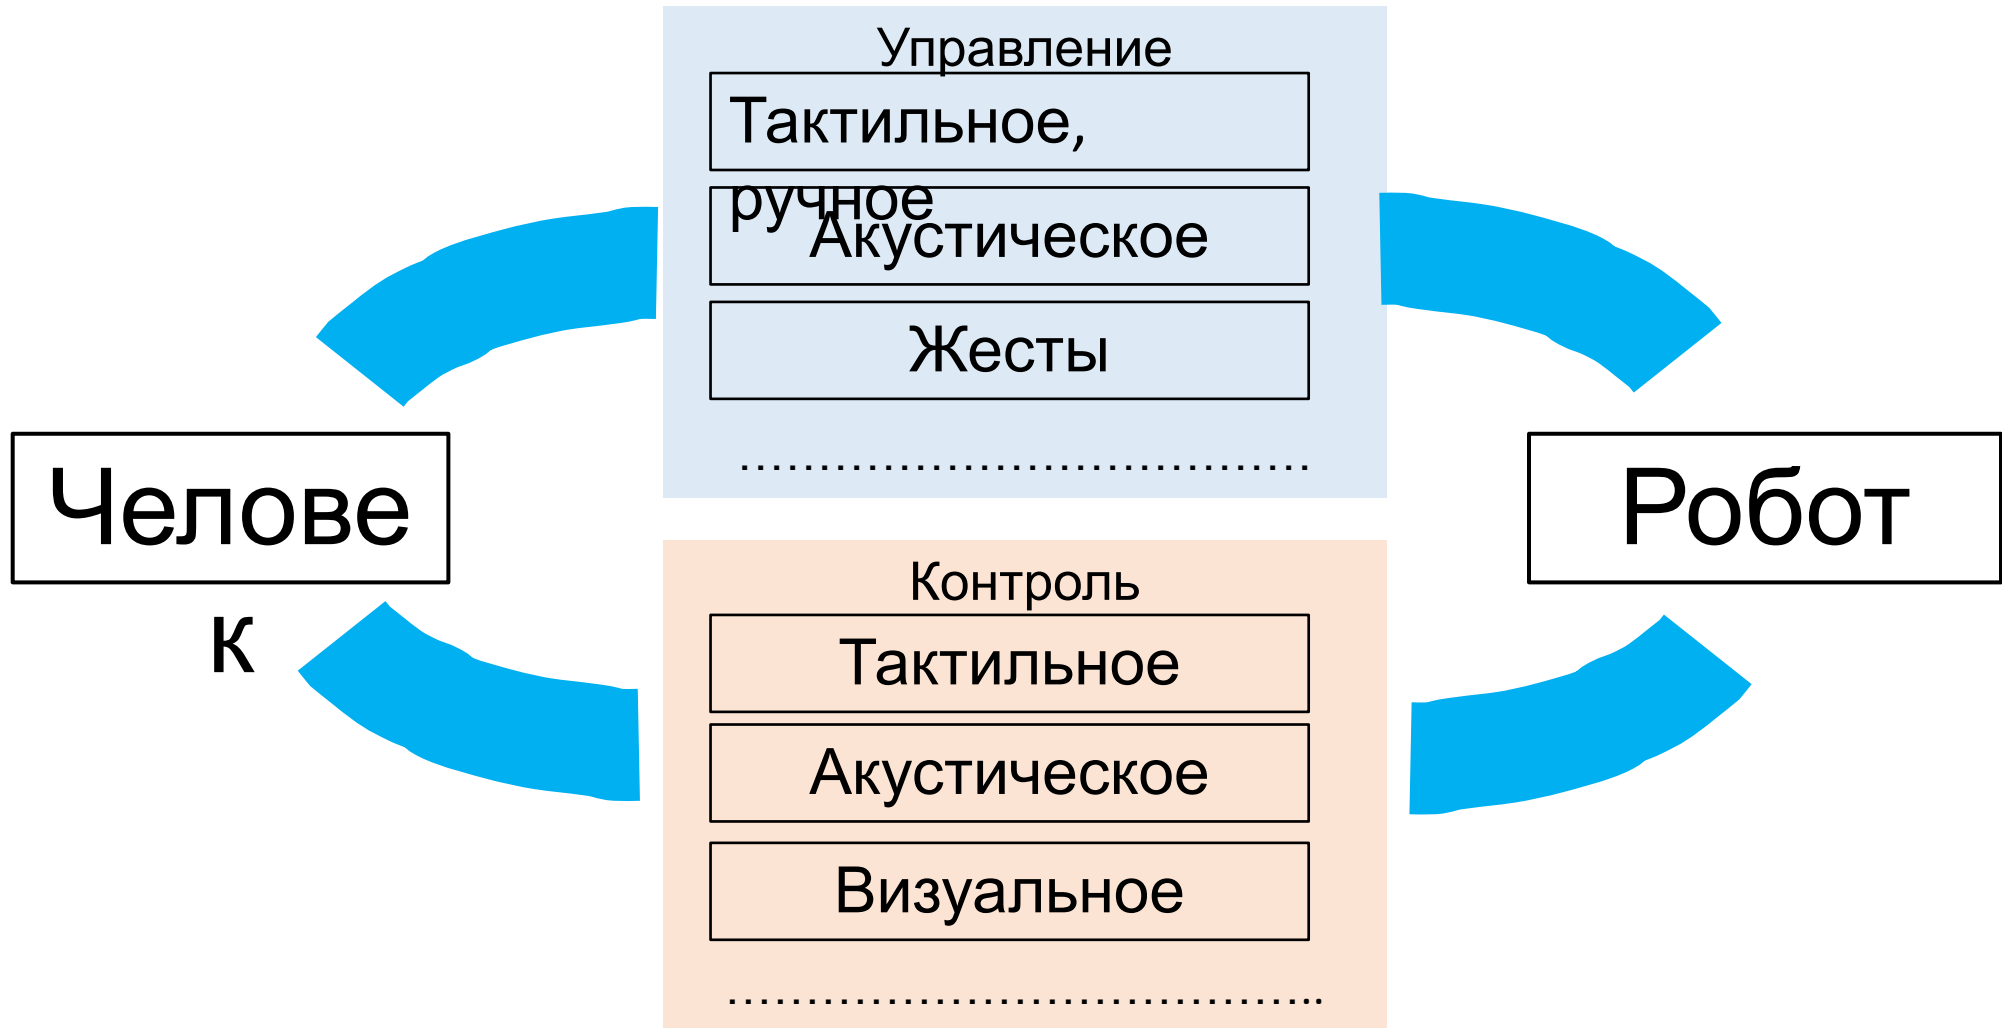 Управление
Тактильное,
ручное
Акустическое
Жесты
…………………………………
Челове
к
Робот
Контроль
Тактильное
Акустическое
Визуальное
…………………………………..